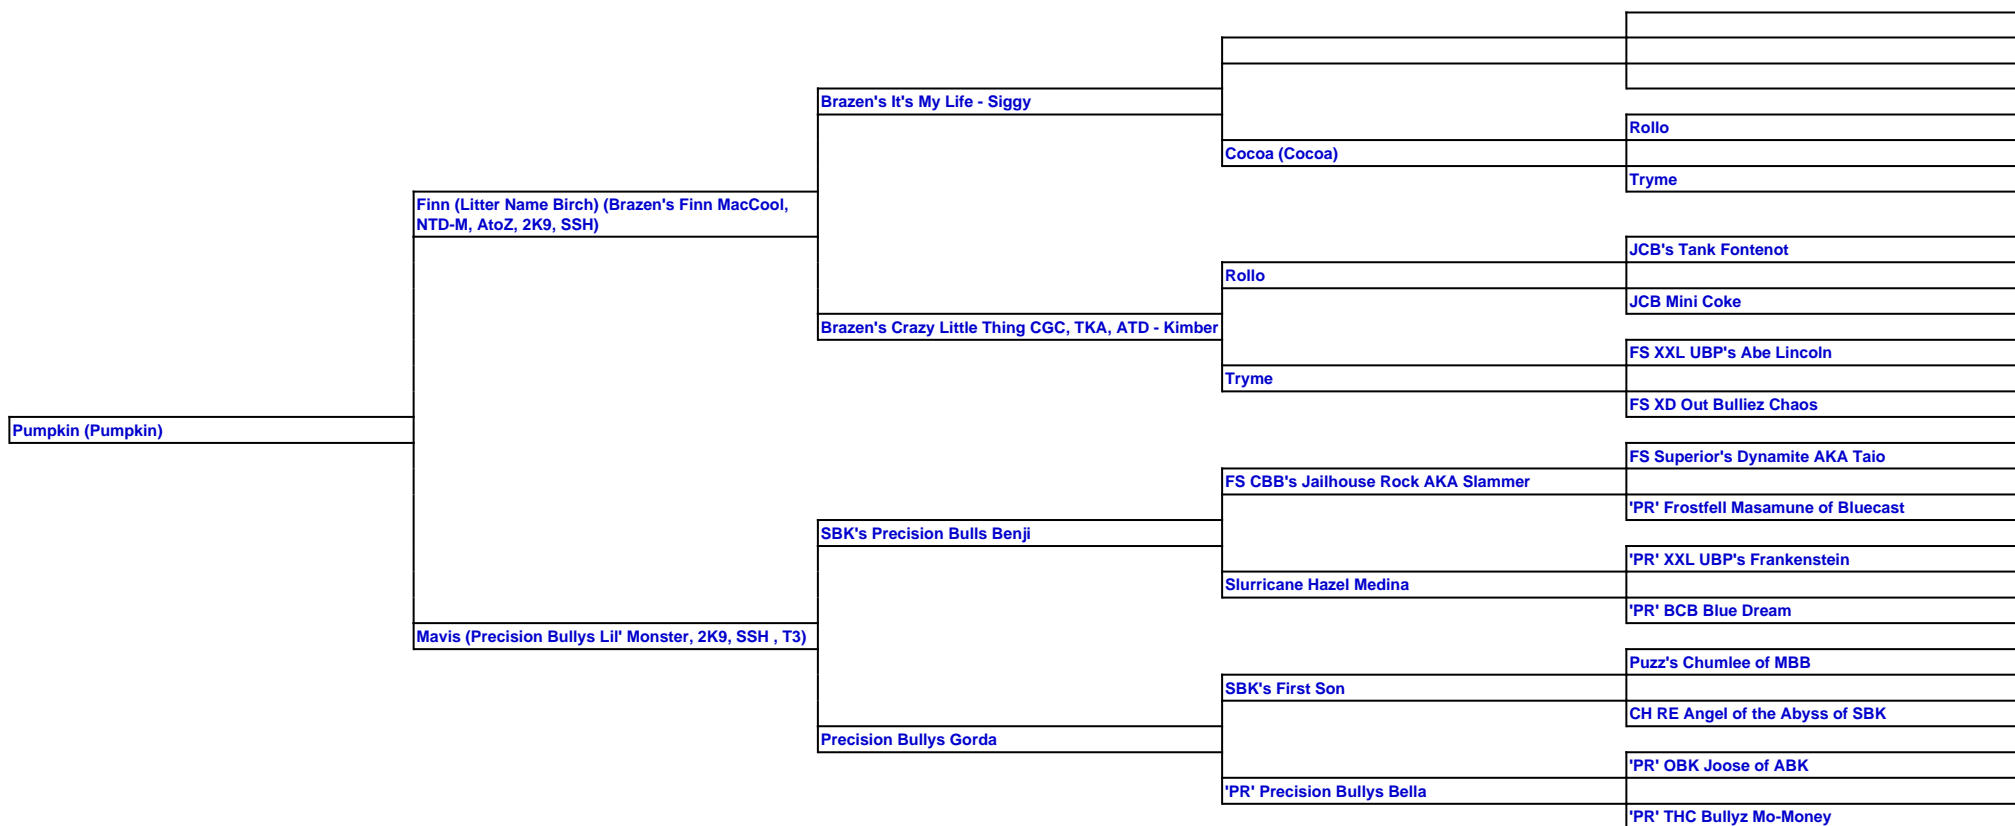 Brazen's It's My Life - Siggy
Rollo
Cocoa (Cocoa)
Tryme
Finn (Litter Name Birch) (Brazen's Finn MacCool,
NTD-M, AtoZ, 2K9, SSH)
JCB's Tank Fontenot
Rollo
JCB Mini Coke
Brazen's Crazy Little Thing CGC, TKA, ATD - Kimber
FS XXL UBP's Abe Lincoln
Tryme
FS XD Out Bulliez Chaos
Pumpkin (Pumpkin)
FS Superior's Dynamite AKA Taio
FS CBB's Jailhouse Rock AKA Slammer
'PR' Frostfell Masamune of Bluecast
SBK's Precision Bulls Benji
'PR' XXL UBP's Frankenstein
Slurricane Hazel Medina
'PR' BCB Blue Dream
Mavis (Precision Bullys Lil' Monster, 2K9, SSH , T3)
Puzz's Chumlee of MBB
SBK's First Son
CH RE Angel of the Abyss of SBK
Precision Bullys Gorda
'PR' OBK Joose of ABK
'PR' Precision Bullys Bella
'PR' THC Bullyz Mo-Money